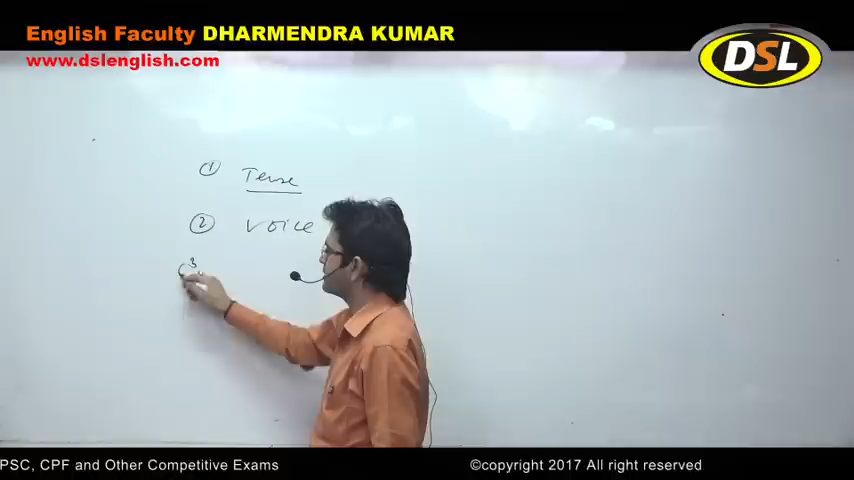 English Faculty DHARMENDRA KUMAR
www.dslenglish.com
DSL
① Tense
② Voice
3
PSC, CPF and Other Competitive Exams
©copyright 2017 All right reserved